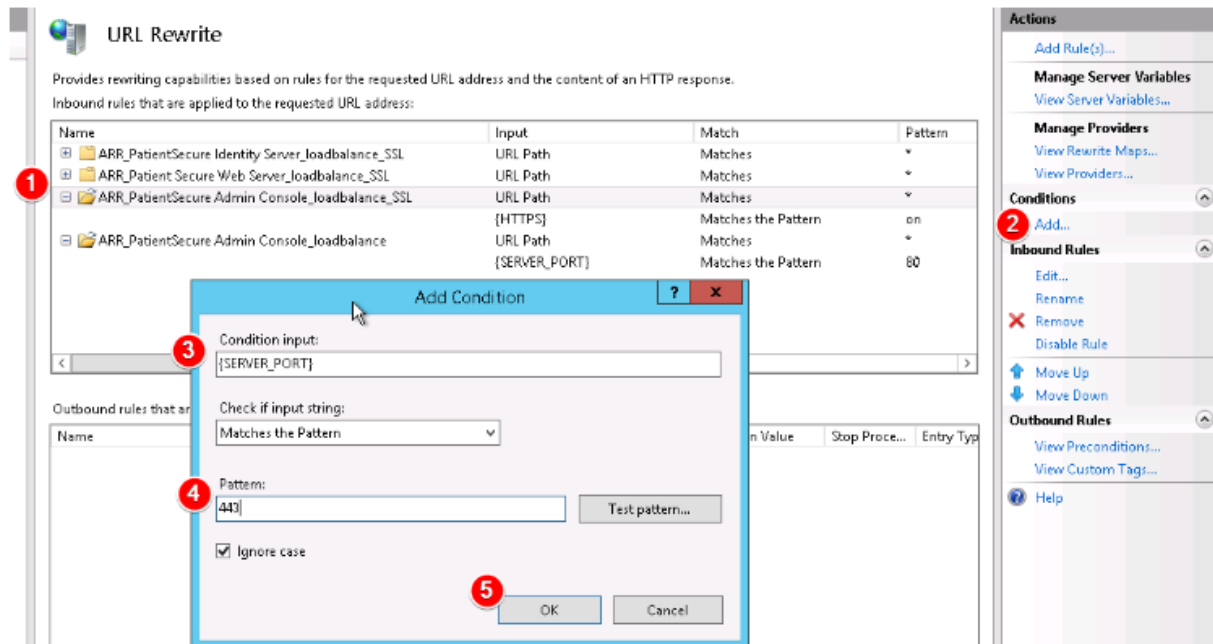 URL Rewrite
Provides rewriting capabilities based on rules for the requested URL address and the content of an HTTP response.
Inbound rules that are applied to the requested URL address:
Name Input Match Pattern
ARR_PatientSecure Identity Server_loadbalance_SSL URL Path Matches *
ARR_Patient Secure Web Server_loadbalance_SSL URL Path Matches *
1 ARR_PatientSecure Admin Console_loadbalance_SSL URL Path Matches *
{HTTPS} Matches the Pattern on
ARR_PatientSecure Admin Console_loadbalance URL Path Matches *
{SERVER_PORT} Matches the Pattern 80
Add Condition ? x
Condition input:
3
{SERVER_PORT}
Check if input string:
Matches the Pattern
Pattern:
4
443 Test pattern...
Ignore case
5
OK Cancel
Outbound rules that ar
Name n Value Stop Proce... Entry Typ
Actions
Add Rule(s)...
Manage Server Variables
View Server Variables...
Manage Providers
View Rewrite Maps...
View Providers...
Conditions
2 Add...
Inbound Rules
Edit...
Rename
Remove
Disable Rule
Move Up
Move Down
Outbound Rules
View Preconditions...
View Custom Tags...
? Help